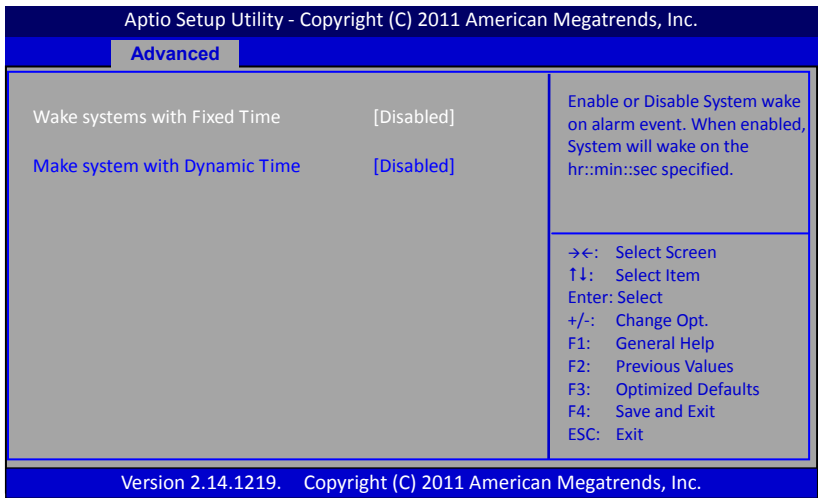 Aptio Setup Utility - Copyright (C) 2011 American Megatrends, Inc.
Advanced
Wake systems with Fixed Time [Disabled]
Make system with Dynamic Time [Disabled]
Enable or Disable System wake
on alarm event. When enabled,
System will wake on the
hr::min::sec specified.
→←: Select Screen
↑↓: Select Item
Enter: Select
+/-: Change Opt.
F1: General Help
F2: Previous Values
F3: Optimized Defaults
F4: Save and Exit
ESC: Exit
Version 2.14.1219. Copyright (C) 2011 American Megatrends, Inc.